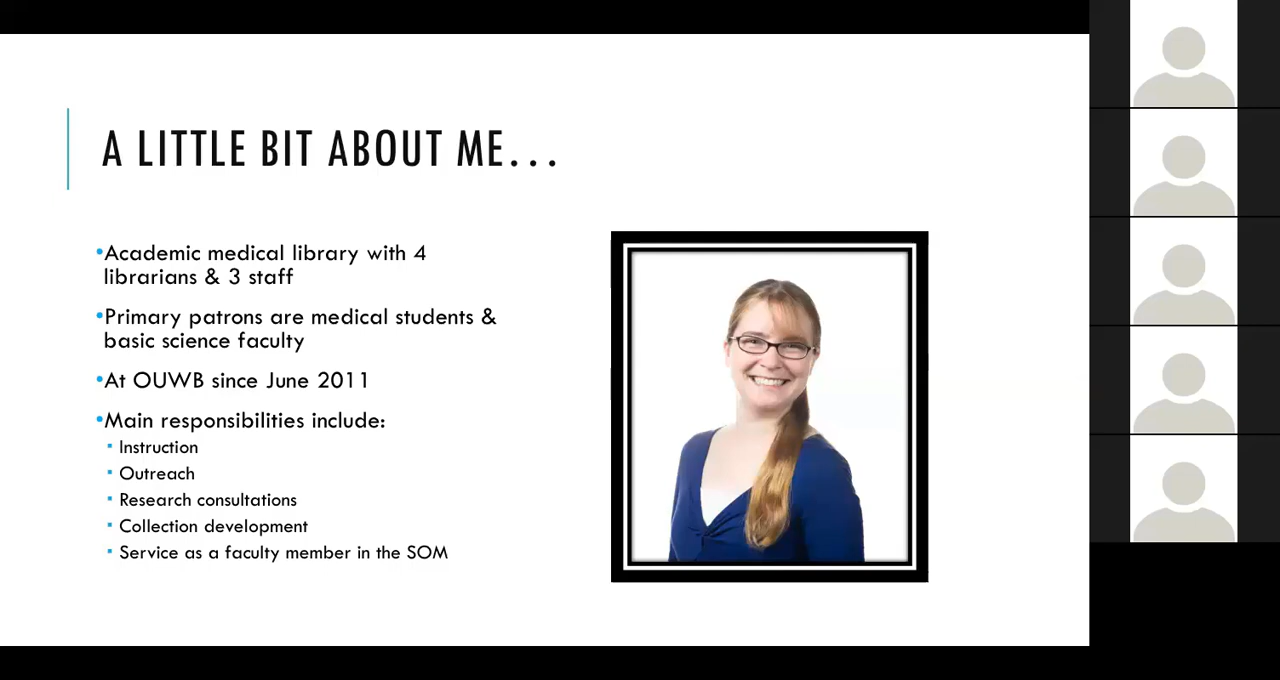 A LITTLE BIT ABOUT ME...
•Academic medical library with 4
librarians & 3 staff
•Primary patrons are medical students &
basic science faculty
•At OUWB since June 2011
•Main responsibilities include:
▪ Instruction
▪ Outreach
▪ Research consultations
▪ Collection development
▪ Service as a faculty member in the SOM